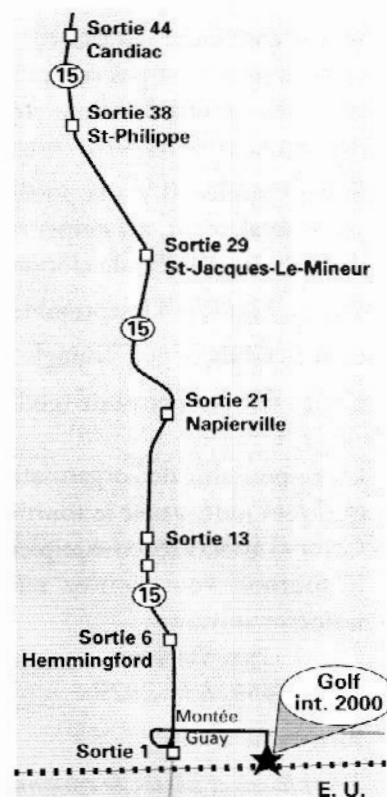 Sortie 44
Candiac
15
Sortie 38
St-Philippe
Sortie 29
St-Jacques-Le-Mineur
15
Sortie 21
Napierville
Sortie 13
15
Sortie 6
Hemmingford
Golf
int. 2000
Montée
Guay
Sortie 1
E. U.